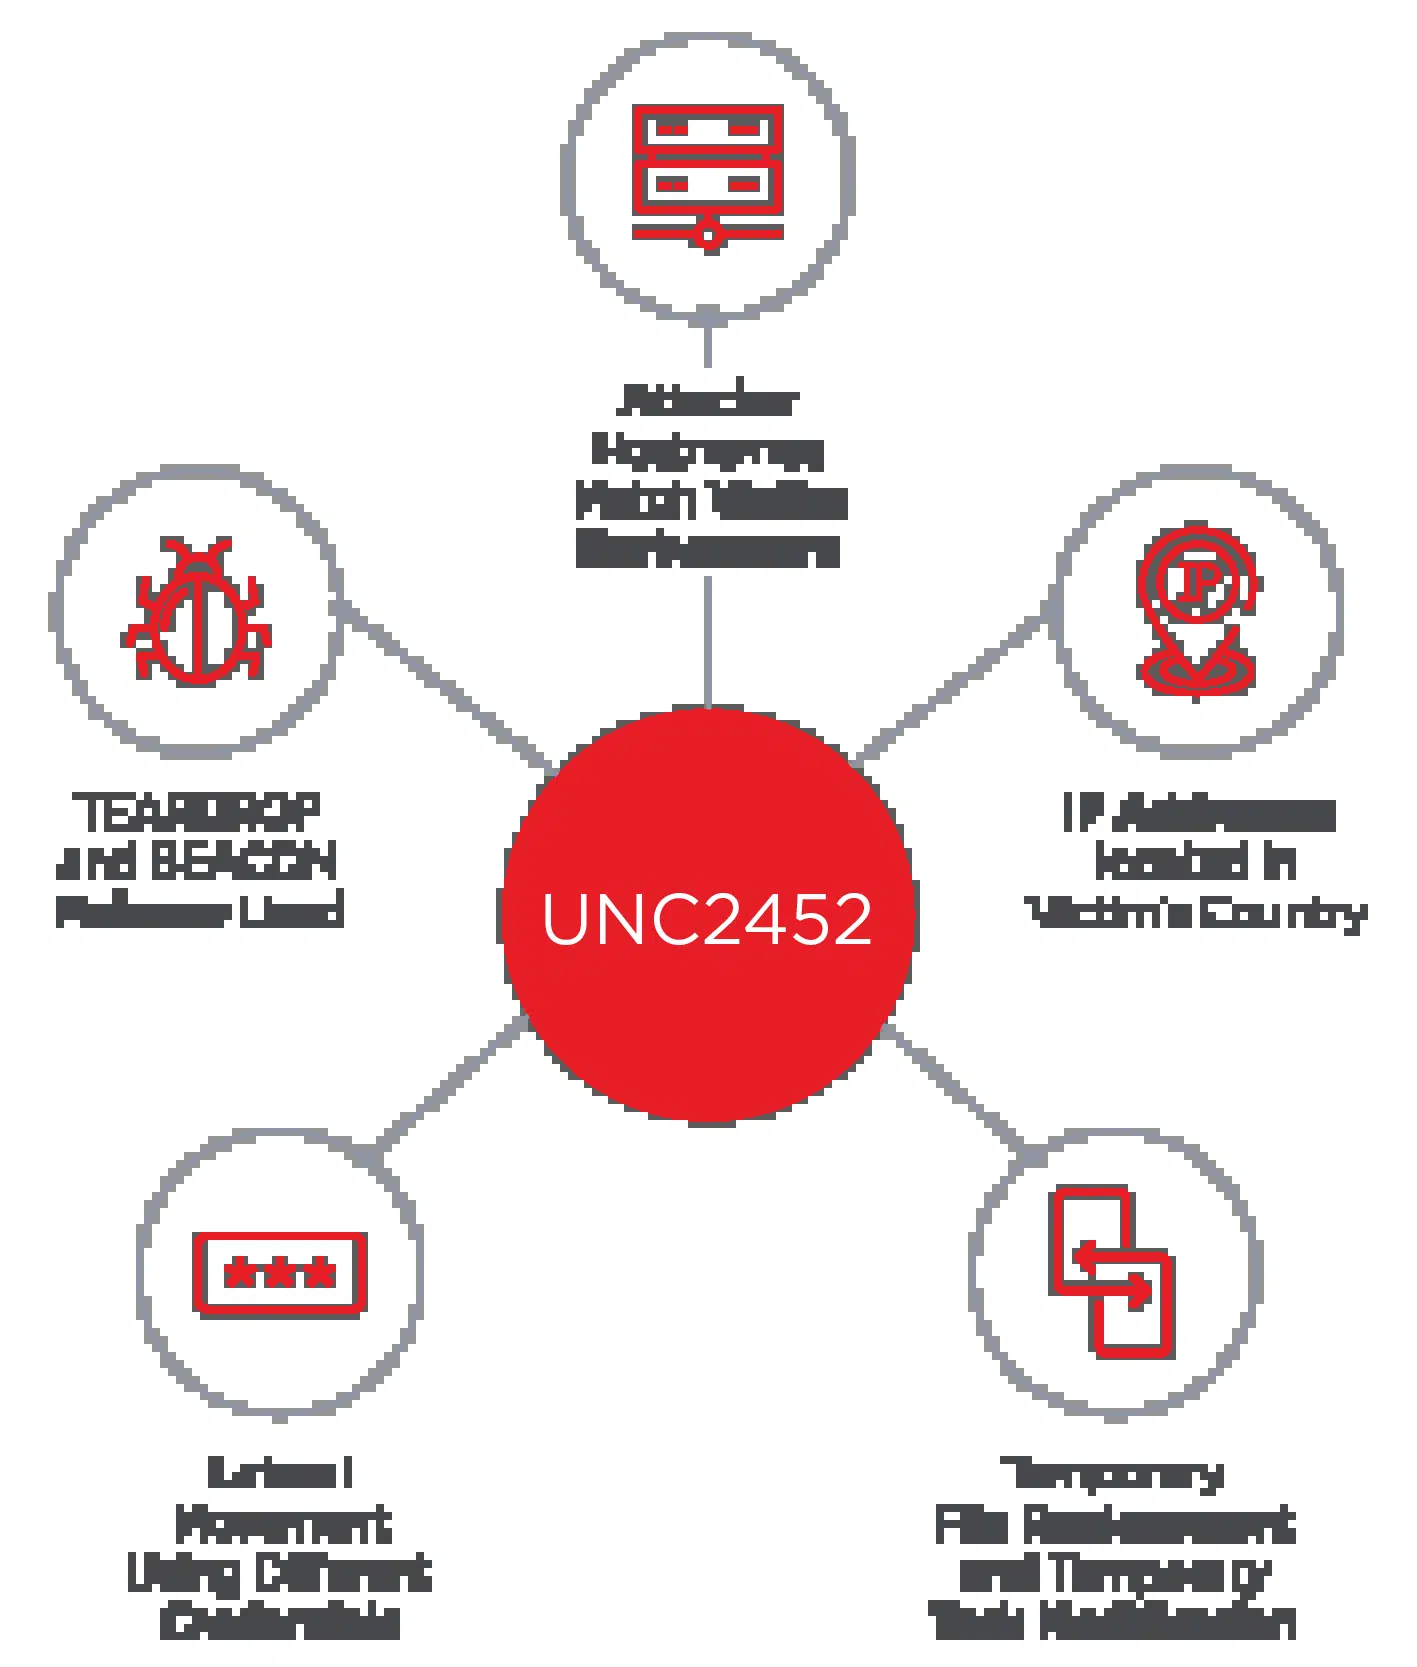 Attacker
Hostnames
Match Victim
Environment
IP
TEARDROP
and BEACON
Malware Used
IP Addresses
located in
Victim's Country
UNC2452
***
Lateral
Movement
Using Different
Credentials
Temporary
File Replacement
and Temporary
Task Modification